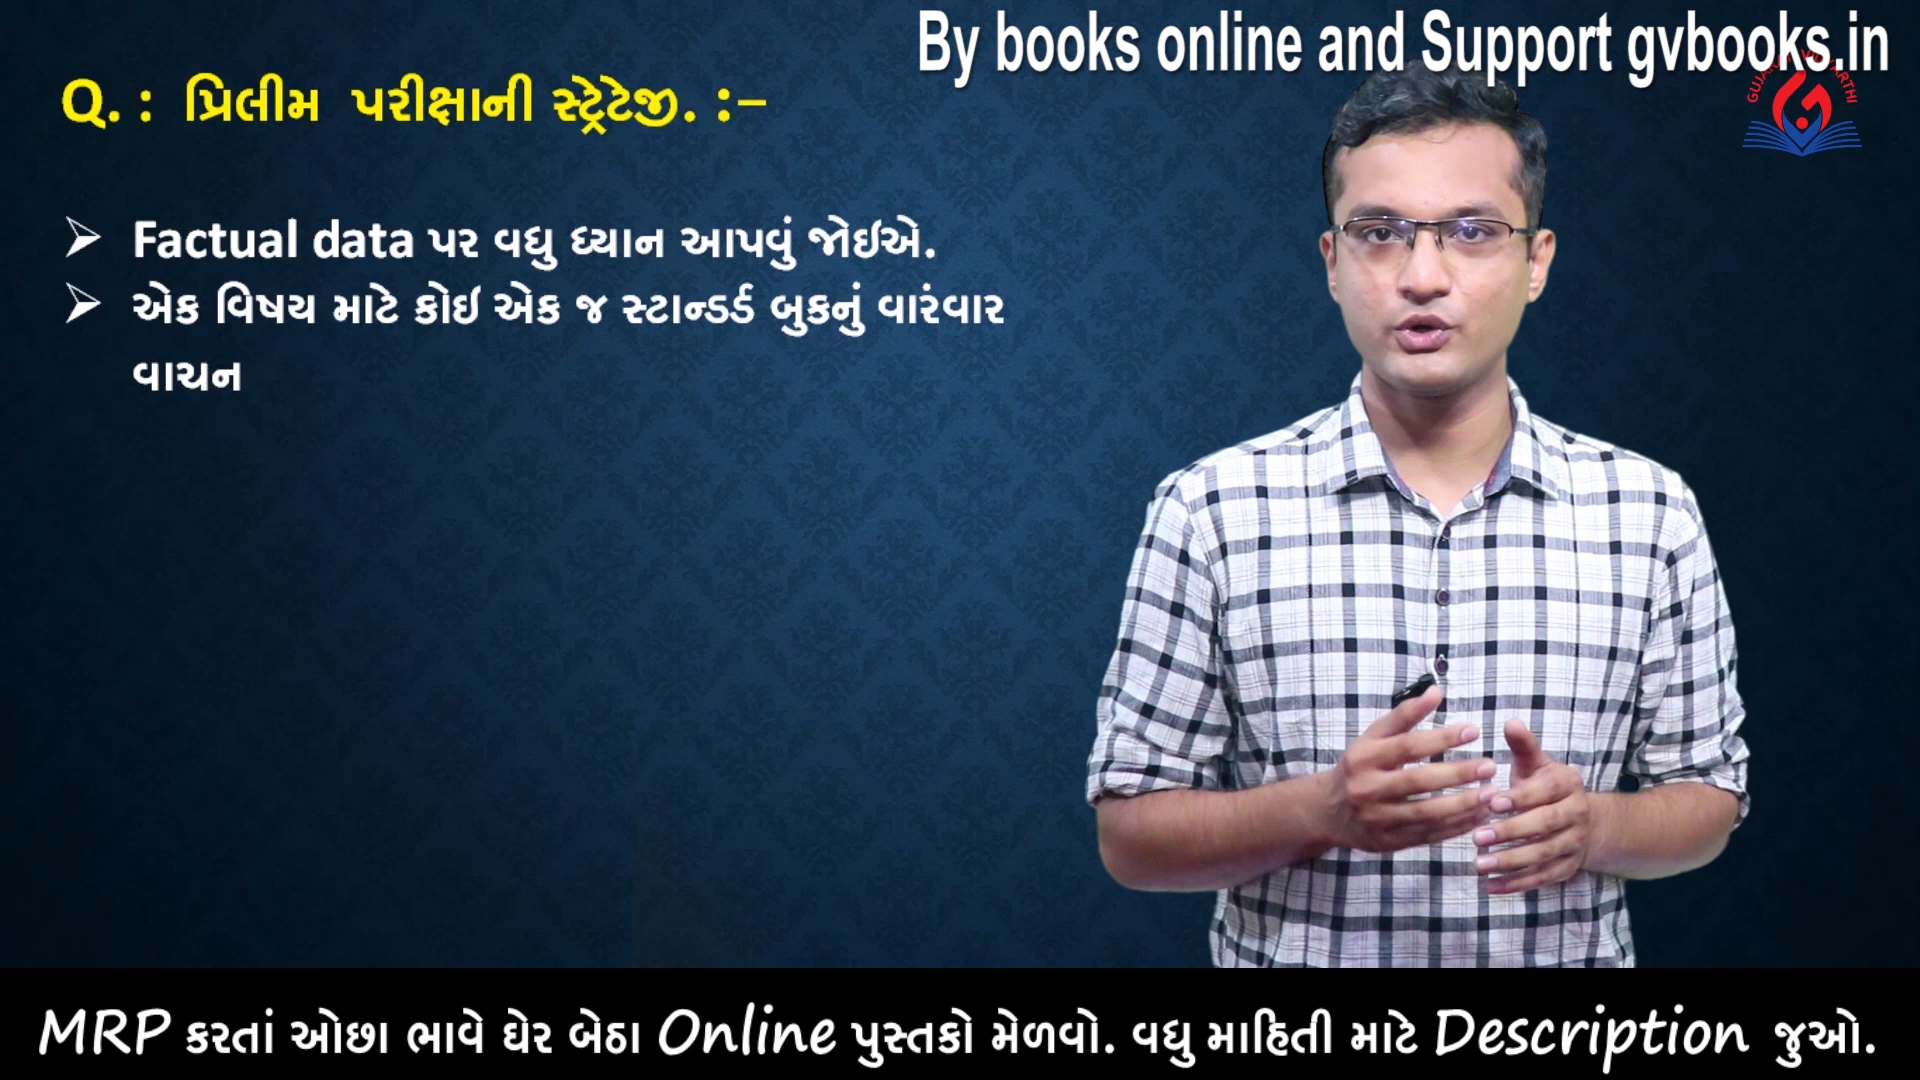 By books online and Support gvbooks.in
Q. : પ્રિલીમ પરીક્ષાની સ્ટ્રેટેજી. :–
Factual data પર વધુ ધ્યાન આપવું જોઇએ.
એક વિષય માટે કોઇ એક જ સ્ટાન્ડર્ડ બુકનું વારંવાર
વાચન
MRP કરતાં ઓછા ભાવે ઘેર બેઠા Online પુસ્તકો મેળવો. વધુ માહિતી માટે Description જુઓ.